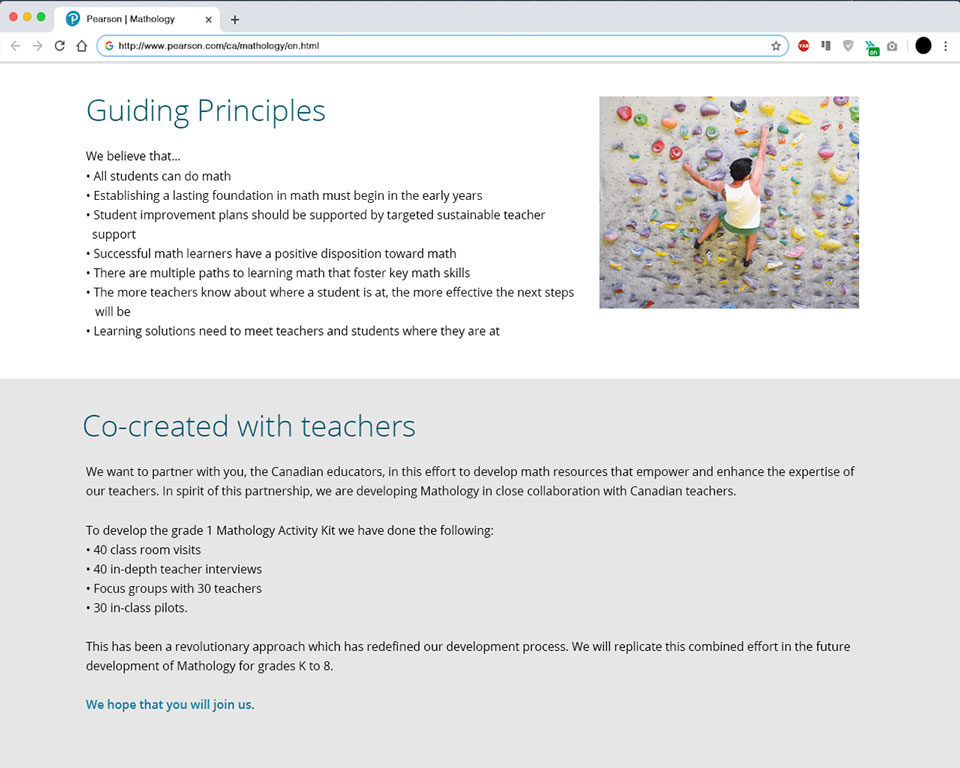 Pearson | Mathology
http://www.pearson.com/ca/mathology/en.html
on
Guiding Principles
We believe that...
• All students can do math
• Establishing a lasting foundation in math must begin in the early years
• Student improvement plans should be supported by targeted sustainable teacher
support
• Successful math learners have a positive disposition toward math
• There are multiple paths to learning math that foster key math skills
• The more teachers know about where a student is at, the more effective the next steps
will be
• Learning solutions need to meet teachers and students where they are at
Co-created with teachers
We want to partner with you, the Canadian educators, in this effort to develop math resources that empower and enhance the expertise of
our teachers. In spirit of this partnership, we are developing Mathology in close collaboration with Canadian teachers.
To develop the grade 1 Mathology Activity Kit we have done the following:
• 40 class room visits
• 40 in-depth teacher interviews
• Focus groups with 30 teachers
• 30 in-class pilots.
This has been a revolutionary approach which has redefined our development process. We will replicate this combined effort in the future
development of Mathology for grades K to 8.
We hope that you will join us.